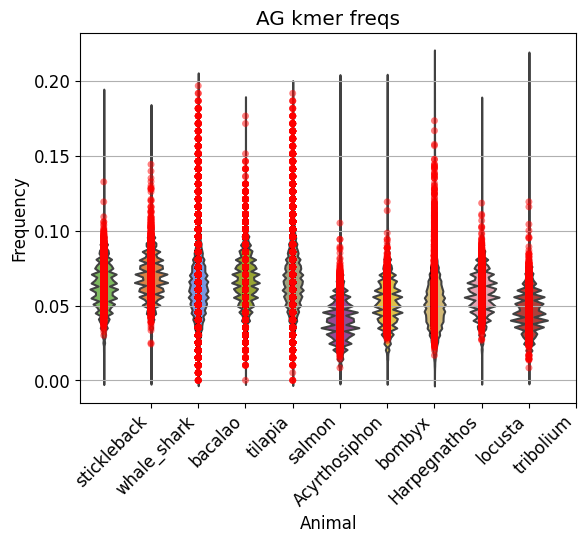 AG kmer freqs
Frequency
0.20
0.15
0.10
0.05
0.00
stickleback
whale_shark
bacalao
tilapia
salmon
Acyrthosiphon
bombyx
Harpegnathos
locusta
tribolium
Animal